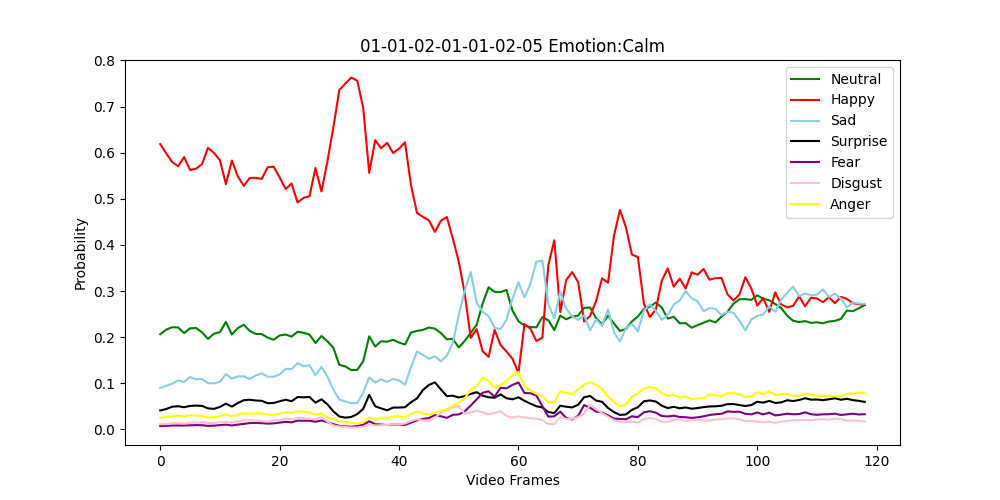 01-01-02-01-01-02-05 Emotion:Calm
Probability
0.8
0.7
0.6
0.5
0.4
0.3
0.2
0.1
0.0
Neutral
Happy
Sad
Surprise
Fear
Disgust
Anger
0 20 40 60 80 100 120
Video Frames